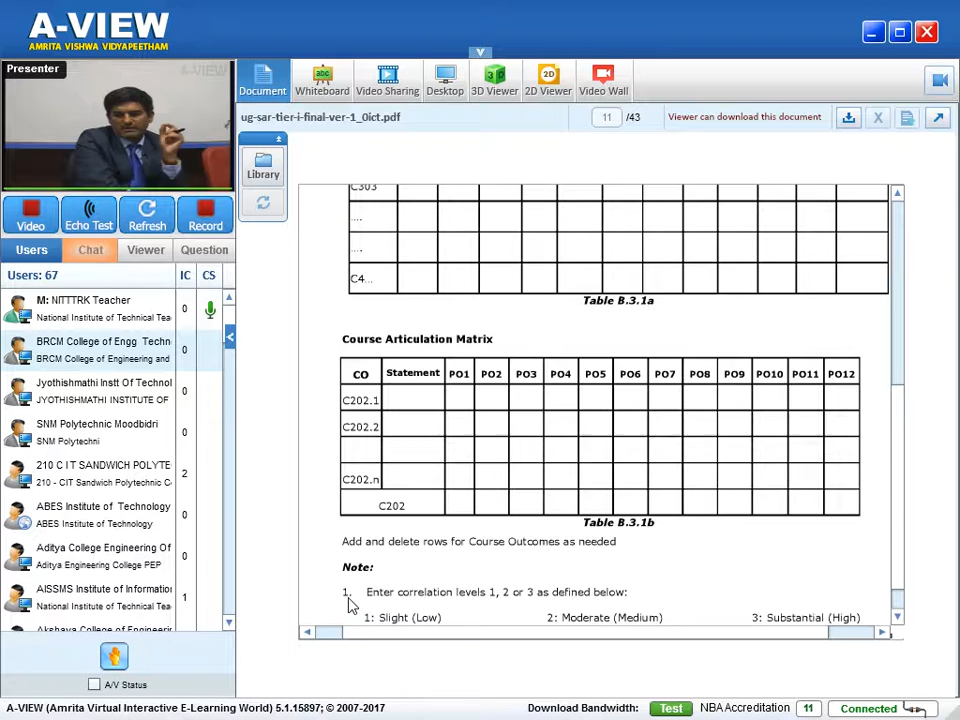 A-VIEW
AMRITA VISHWA VIDYAPEETHAM
Presenter
A-VIEW
Document
Whiteboard
Video Sharing
Desktop
3D Viewer
2D Viewer
Video Wall
ug-sar-tier-i-final-ver-1_0ict.pdf
11 /43
Viewer can download this document
Library
Video
Echo Test
Refresh
Record
Users
Chat
Viewer
Question
Users: 67 IC CS
M: NITTTRK Teacher
National Institute of Technical Tea
0
BRCM College of Engg Techn
BRCM College of Engineering and
0
Jyothishmathi Instt Of Technol
JYOTHISHMATHI INSTITUTE OF
0
SNM Polytechnic Moodbidri
SNM Polytechni
0
210 C I T SANDWICH POLYTE
210 - CIT Sandwich Polytechnic C
2
ABES Institute of Technology
ABES Institute of Technology
0
Aditya College Engineering Of
Aditya Engineering College PEP
0
AISSMS Institute of Information
National Institute of Technical Tea
1
Akshaya College of Engineerin
A/V Status
C303
....
....
C4...
Table B.3.1a
Course Articulation Matrix
CO Statement PO1 PO2 PO3 PO4 PO5 PO6 PO7 PO8 PO9 PO10 PO11 PO12
C202.1
C202.2
C202.n
C202
Table B.3.1b
Add and delete rows for Course Outcomes as needed
Note:
1. Enter correlation levels 1, 2 or 3 as defined below:
1: Slight (Low) 2: Moderate (Medium) 3: Substantial (High)
A-VIEW (Amrita Virtual Interactive E-Learning World) 5.1.15897; © 2007-2017
Download Bandwidth: Test NBA Accreditation 11 Connected